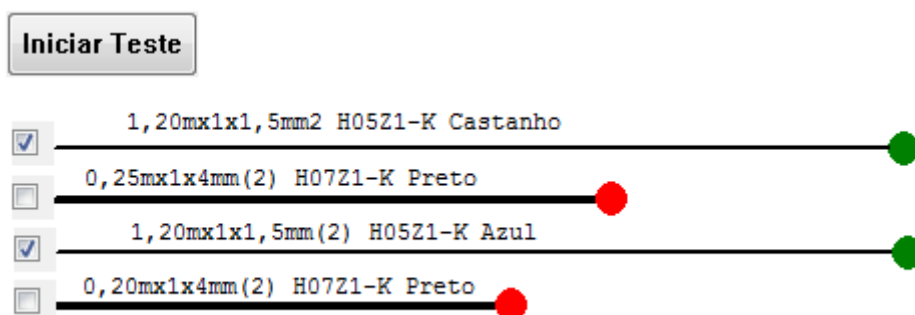 Iniciar Teste
1,20mx1x1,5mm2 H05Z1-K Castanho
0,25mx1x4mm(2) H07Z1-K Preto
1,20mx1x1,5mm(2) H05Z1-K Azul
0,20mx1x4mm(2) H07Z1-K Preto